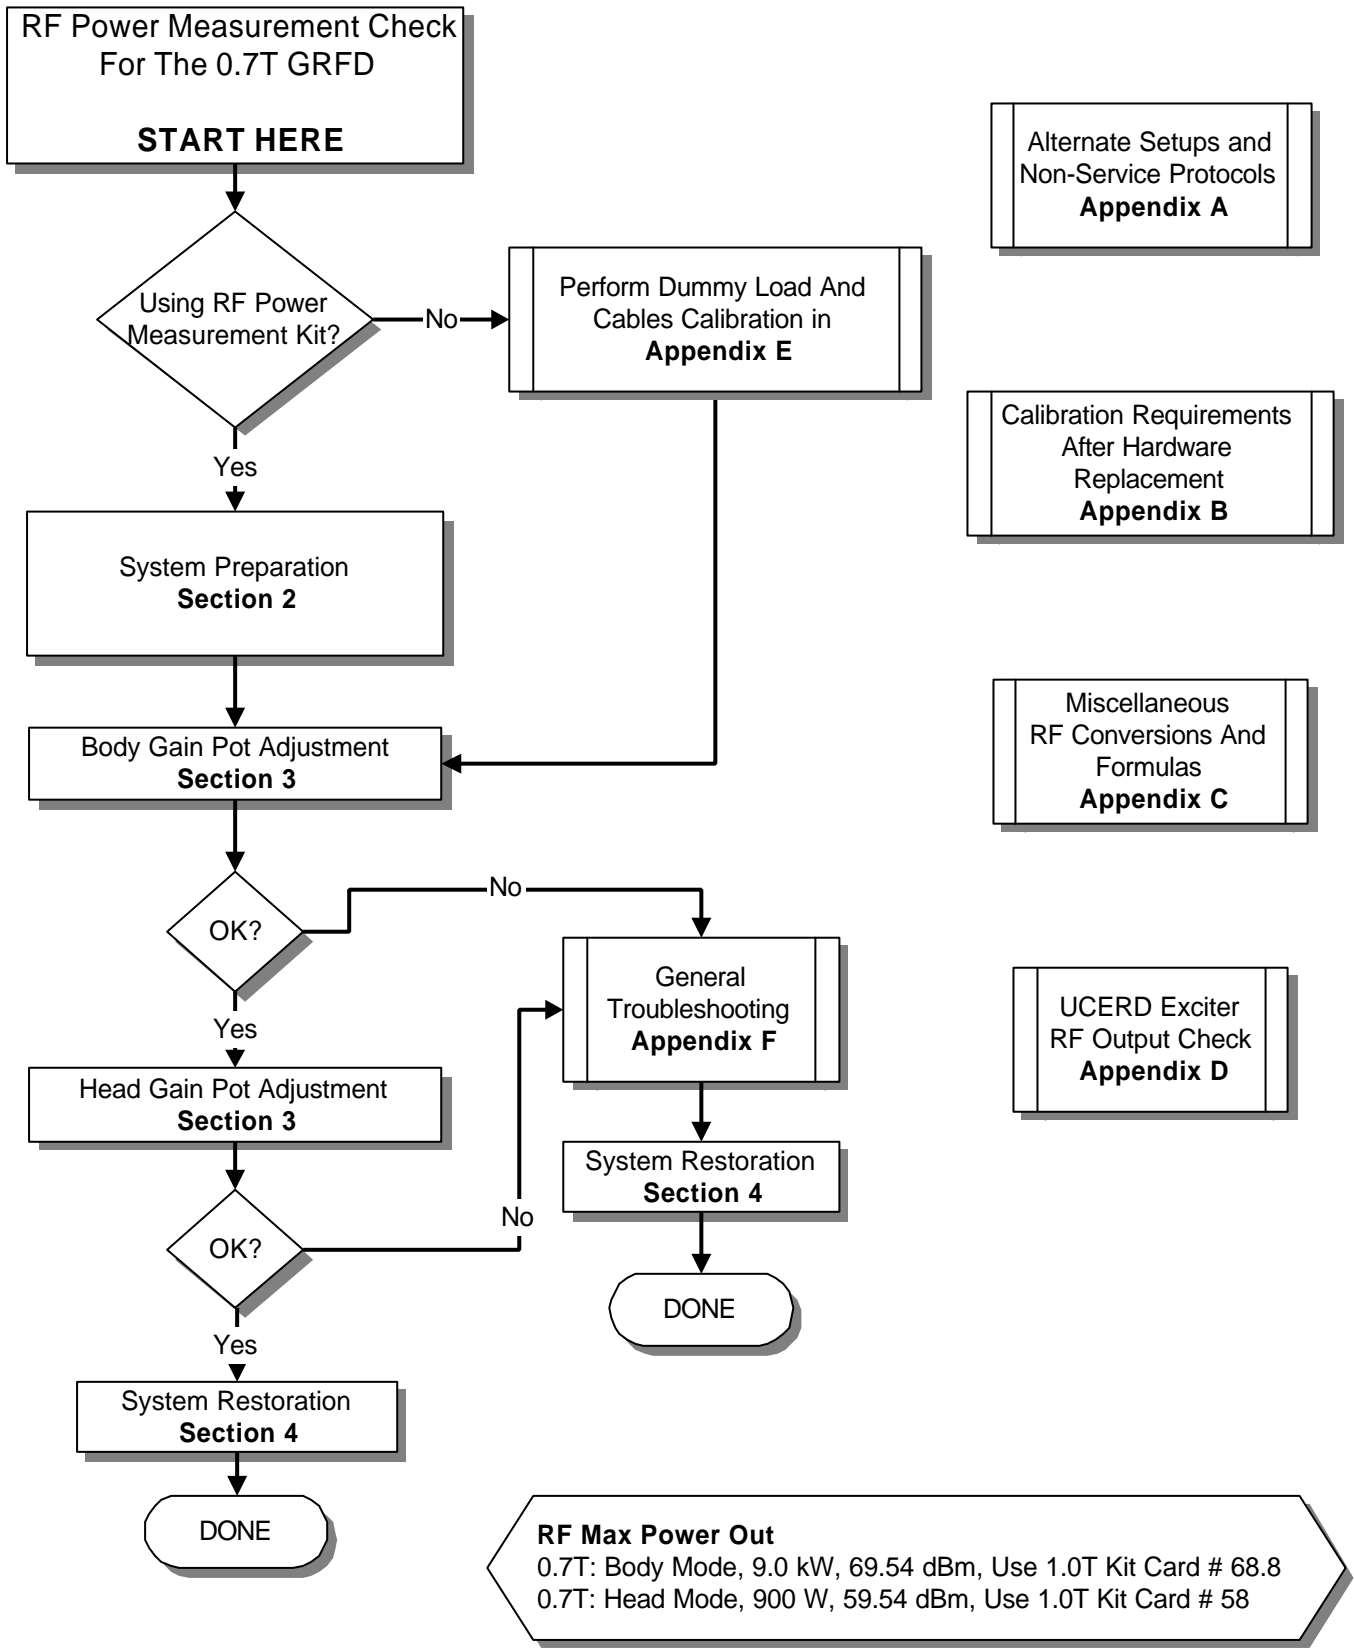 RF Power Measurement Check
For The 0.7T GRFD
START HERE
Using RF Power
Measurement Kit?
No
Perform Dummy Load And
Cables Calibration in
Appendix E
Yes
System Preparation
Section 2
Body Gain Pot Adjustment
Section 3
OK?
No
General
Troubleshooting
Appendix F
Yes
Head Gain Pot Adjustment
Section 3
OK?
No
System Restoration
Section 4
DONE
Yes
System Restoration
Section 4
DONE
Alternate Setups and
Non-Service Protocols
Appendix A
Calibration Requirements
After Hardware
Replacement
Appendix B
Miscellaneous
RF Conversions And
Formulas
Appendix C
UCERD Exciter
RF Output Check
Appendix D
RF Max Power Out
0.7T: Body Mode, 9.0 kW, 69.54 dBm, Use 1.0T Kit Card # 68.8
0.7T: Head Mode, 900 W, 59.54 dBm, Use 1.0T Kit Card # 58